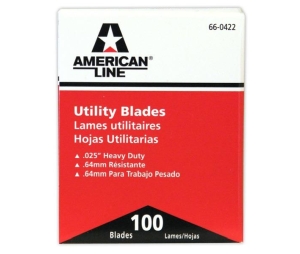 66-0422
AMERICAN
LINE
Utility Blades
Lames utilitaires
Hojas Utilitarias
.025" Heavy Duty
.64mm Résistante
.64mm Para Trabajo Pesado
Blades 100 Lames/Hojas